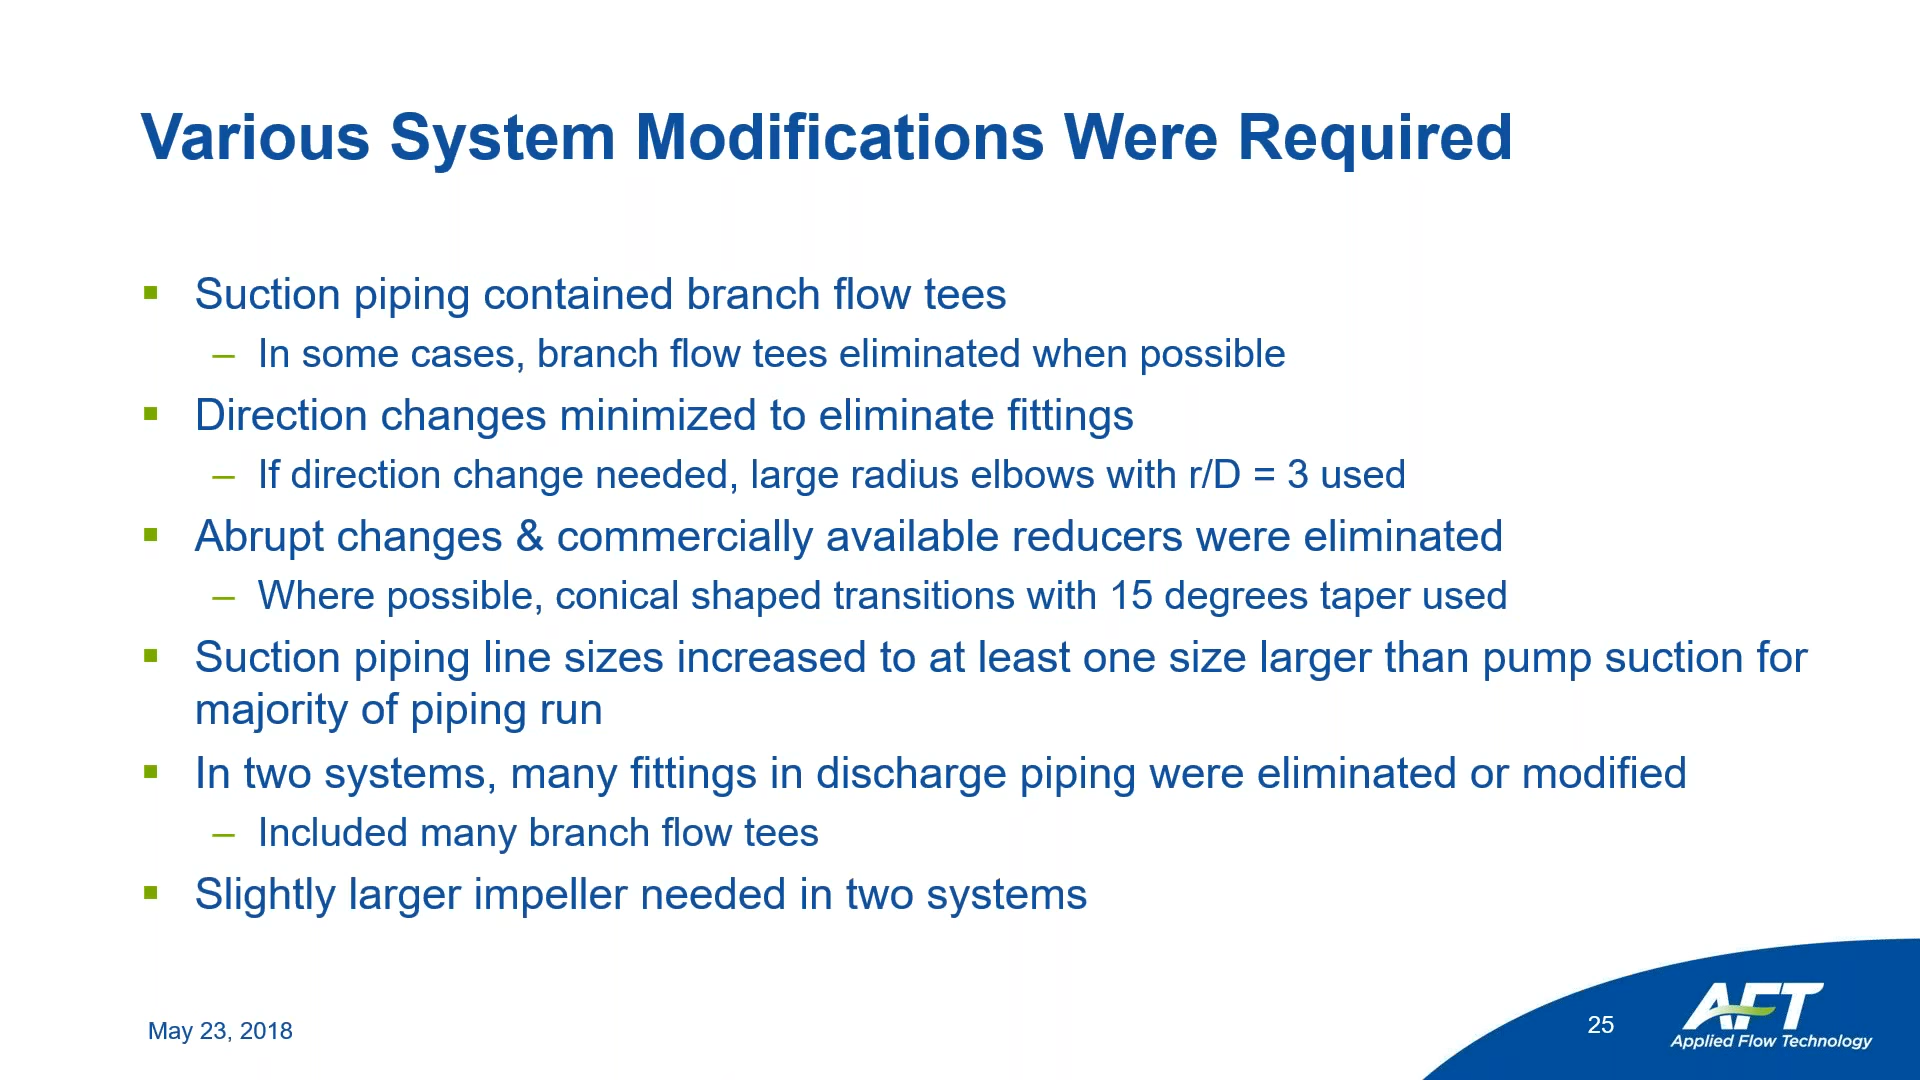 Various System Modifications Were Required
▪ Suction piping contained branch flow tees
– In some cases, branch flow tees eliminated when possible
▪ Direction changes minimized to eliminate fittings
– If direction change needed, large radius elbows with r/D = 3 used
▪ Abrupt changes & commercially available reducers were eliminated
– Where possible, conical shaped transitions with 15 degrees taper used
▪ Suction piping line sizes increased to at least one size larger than pump suction for
majority of piping run
▪ In two systems, many fittings in discharge piping were eliminated or modified
– Included many branch flow tees
▪ Slightly larger impeller needed in two systems
May 23, 2018
25
AFT
Applied Flow Technology